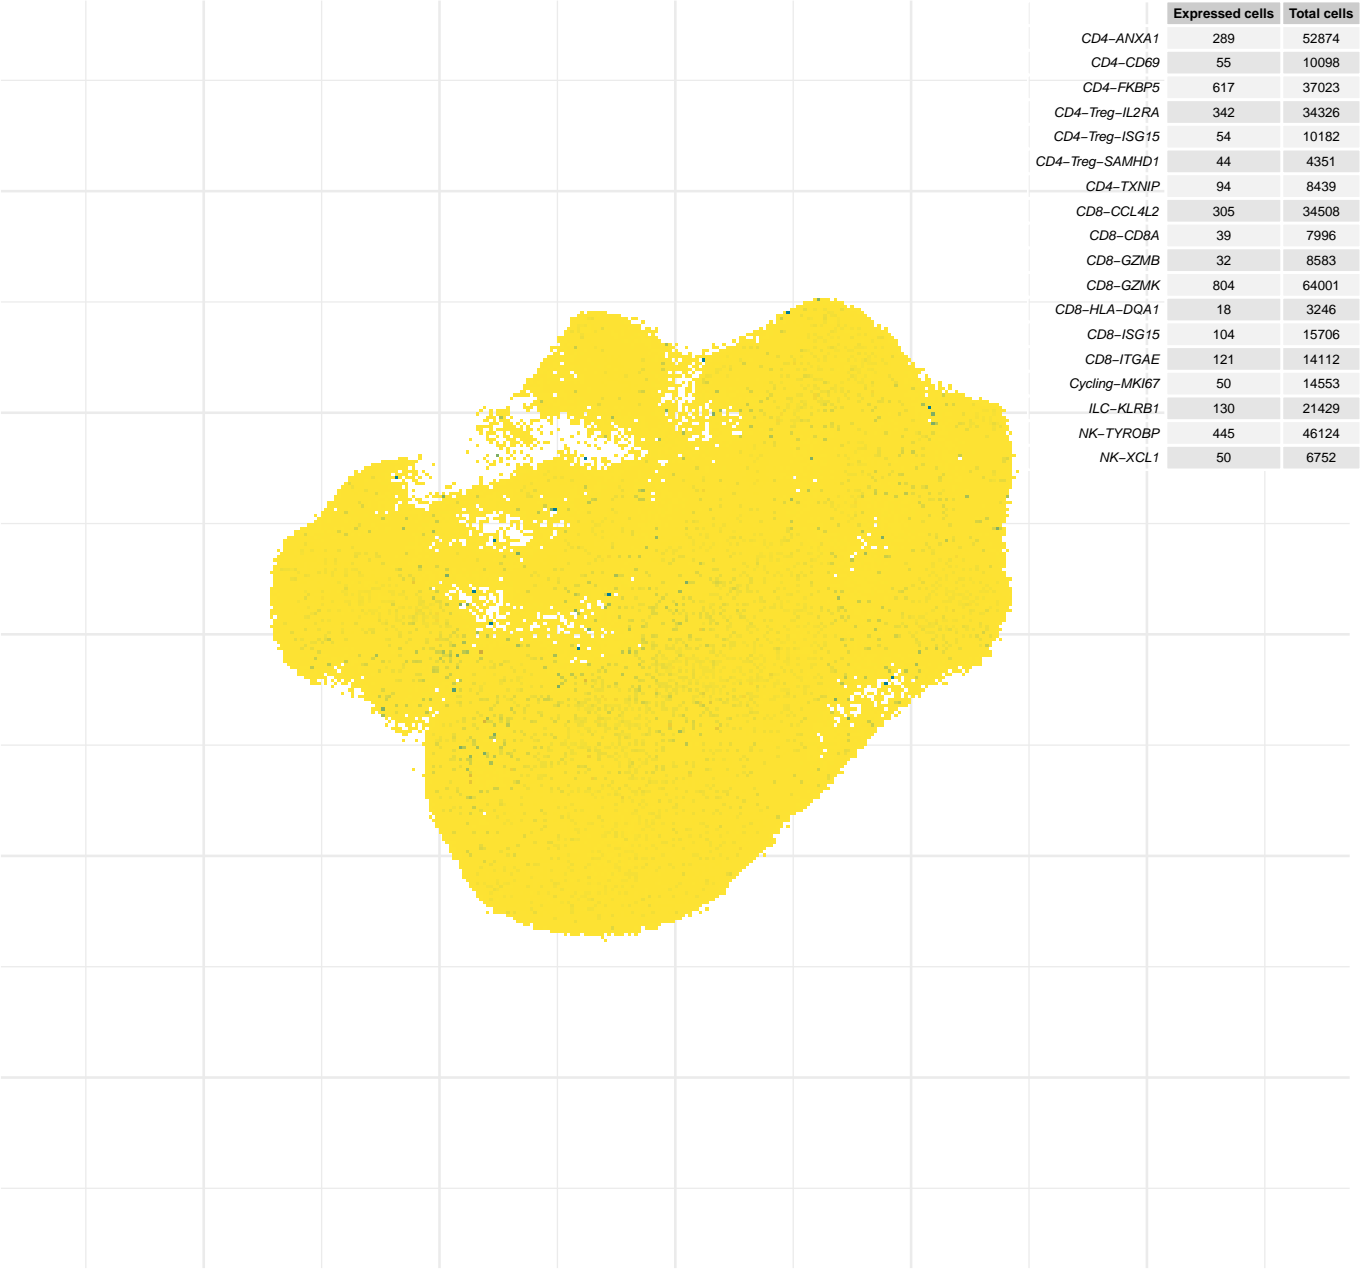 Expressed cells Total cells
CD4−ANXA1 289 52874
CD4−CD69 55 10098
CD4−FKBP5 617 37023
CD4−Treg−IL2RA 342 34326
CD4−Treg−ISG15 54 10182
CD4−Treg−SAMHD1 44 4351
CD4−TXNIP 94 8439
CD8−CCL4L2 305 34508
CD8−CD8A 39 7996
CD8−GZMB 32 8583
CD8−GZMK 804 64001
CD8−HLA−DQA1 18 3246
CD8−ISG15 104 15706
CD8−ITGAE 121 14112
Cycling−MKI67 50 14553
ILC−KLRB1 130 21429
NK−TYROBP 445 46124
NK−XCL1 50 6752